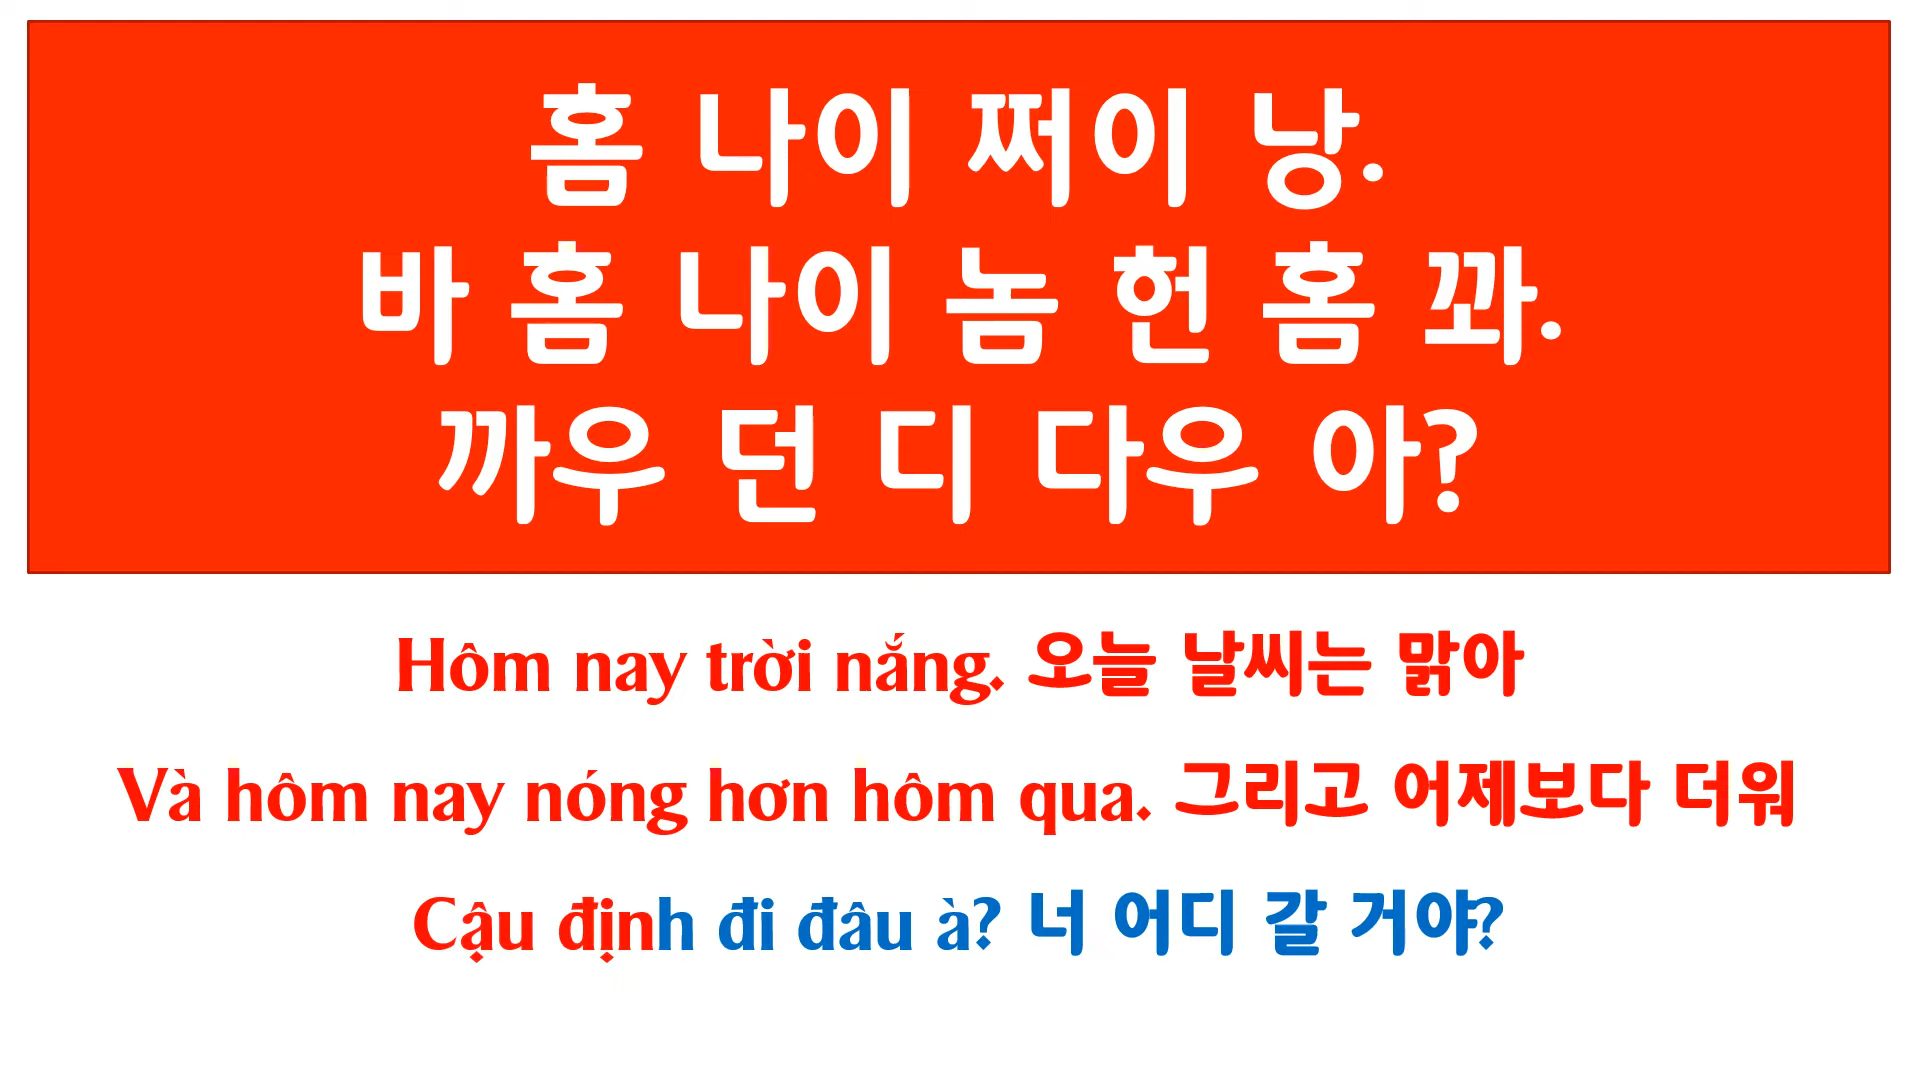 홈 나이 쩌이 낭.
바 홈 나이 놈 헌 홈 꽈.
까우 던 디 다우 아?
Hôm nay trời nắng. 오늘 날씨는 맑아
Và hôm nay nóng hơn hôm qua. 그리고 어제보다 더워
Cậu định đi đâu à? 너 어디 갈 거야?